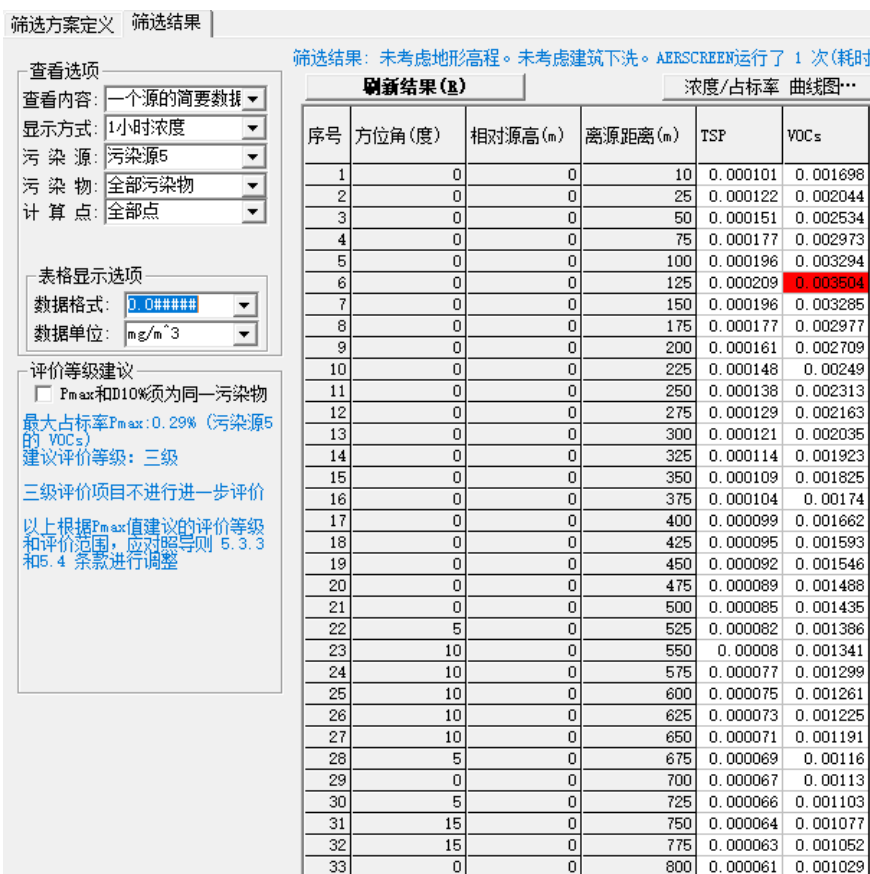 筛选方案定义 筛选结果
筛选结果: 未考虑地形高程。未考虑建筑下洗。AERSCREEN运行了 1 次(耗时
查看选项
查看内容: 一个源的简要数据
显示方式: 1小时浓度
污 染 源: 污染源5
污 染 物: 全部污染物
计 算 点: 全部点
表格显示选项
数据格式: 0.0#####
数据单位: mg/m^3
评价等级建议
Pmax和D10%须为同一污染物
最大占标率Pmax:0.29% (污染源5
的 VOCs)
建议评价等级: 三级
三级评价项目不进行进一步评价
以上根据Pmax值建议的评价等级
和评价范围,应对照导则 5.3.3
和5.4 条款进行调整
刷新结果(R) 浓度/占标率 曲线图…
序号 方位角(度) 相对源高(m) 离源距离(m) TSP VOCs
1 0 0 10 0.000101 0.001698
2 0 0 25 0.000122 0.002044
3 0 0 50 0.000151 0.002534
4 0 0 75 0.000177 0.002973
5 0 0 100 0.000196 0.003294
6 0 0 125 0.000209 0.003504
7 0 0 150 0.000196 0.003285
8 0 0 175 0.000177 0.002977
9 0 0 200 0.000161 0.002709
10 0 0 225 0.000148 0.00249
11 0 0 250 0.000138 0.002313
12 0 0 275 0.000129 0.002163
13 0 0 300 0.000121 0.002035
14 0 0 325 0.000114 0.001923
15 0 0 350 0.000109 0.001825
16 0 0 375 0.000104 0.00174
17 0 0 400 0.000099 0.001662
18 0 0 425 0.000095 0.001593
19 0 0 450 0.000092 0.001546
20 0 0 475 0.000089 0.001488
21 0 0 500 0.000085 0.001435
22 5 0 525 0.000082 0.001386
23 10 0 550 0.00008 0.001341
24 10 0 575 0.000077 0.001299
25 10 0 600 0.000075 0.001261
26 10 0 625 0.000073 0.001225
27 10 0 650 0.000071 0.001191
28 5 0 675 0.000069 0.00116
29 0 0 700 0.000067 0.00113
30 5 0 725 0.000066 0.001103
31 15 0 750 0.000064 0.001077
32 15 0 775 0.000063 0.001052
33 0 0 800 0.000061 0.001029